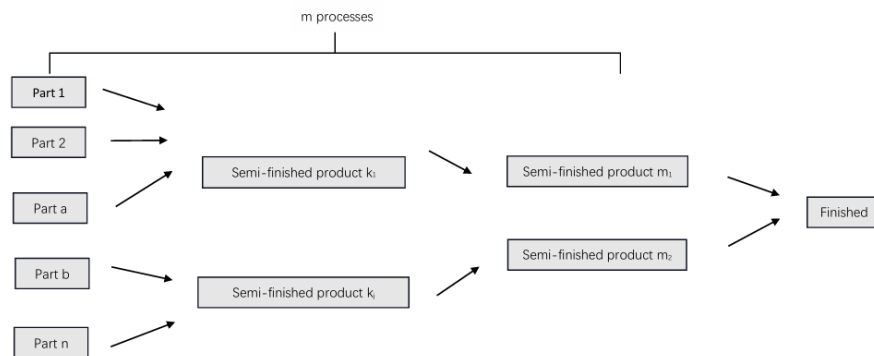 m processes
Part 1
Part 2
Part a
Part b
Part n
Semi-finished product k₁
Semi-finished product kⱼ
Semi-finished product m₁
Semi-finished product m₂
Finished